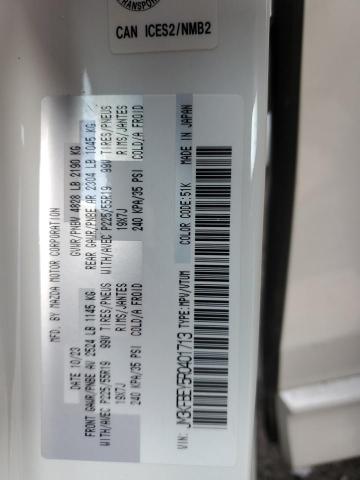 TRANSPORT
CAN ICES2/NMB2
MFD. BY MAZDA MOTOR CORPORATION
GVWR/PNBV 4828 LB 2190 KG
10/23
FRONT GAWR/PNBE AV 2524 LB 1145 KG
WITH/AVEC P225/55R19 99V TIRES/PNEUS
19X7J RIMS/JANTES
240 KPA/35 PSI COLD/A FROID
REAR GAWR/PNBE AR 2304 LB 1045 KG
WITH/AVEC P225/55R19 99V TIRES/PNEUS
19X7J RIMS/JANTES
240 KPA/35 PSI COLD/A FROID
VIN: TYPE:MPV/VTUM
COLOR CODE:51K MADE IN JAPAN